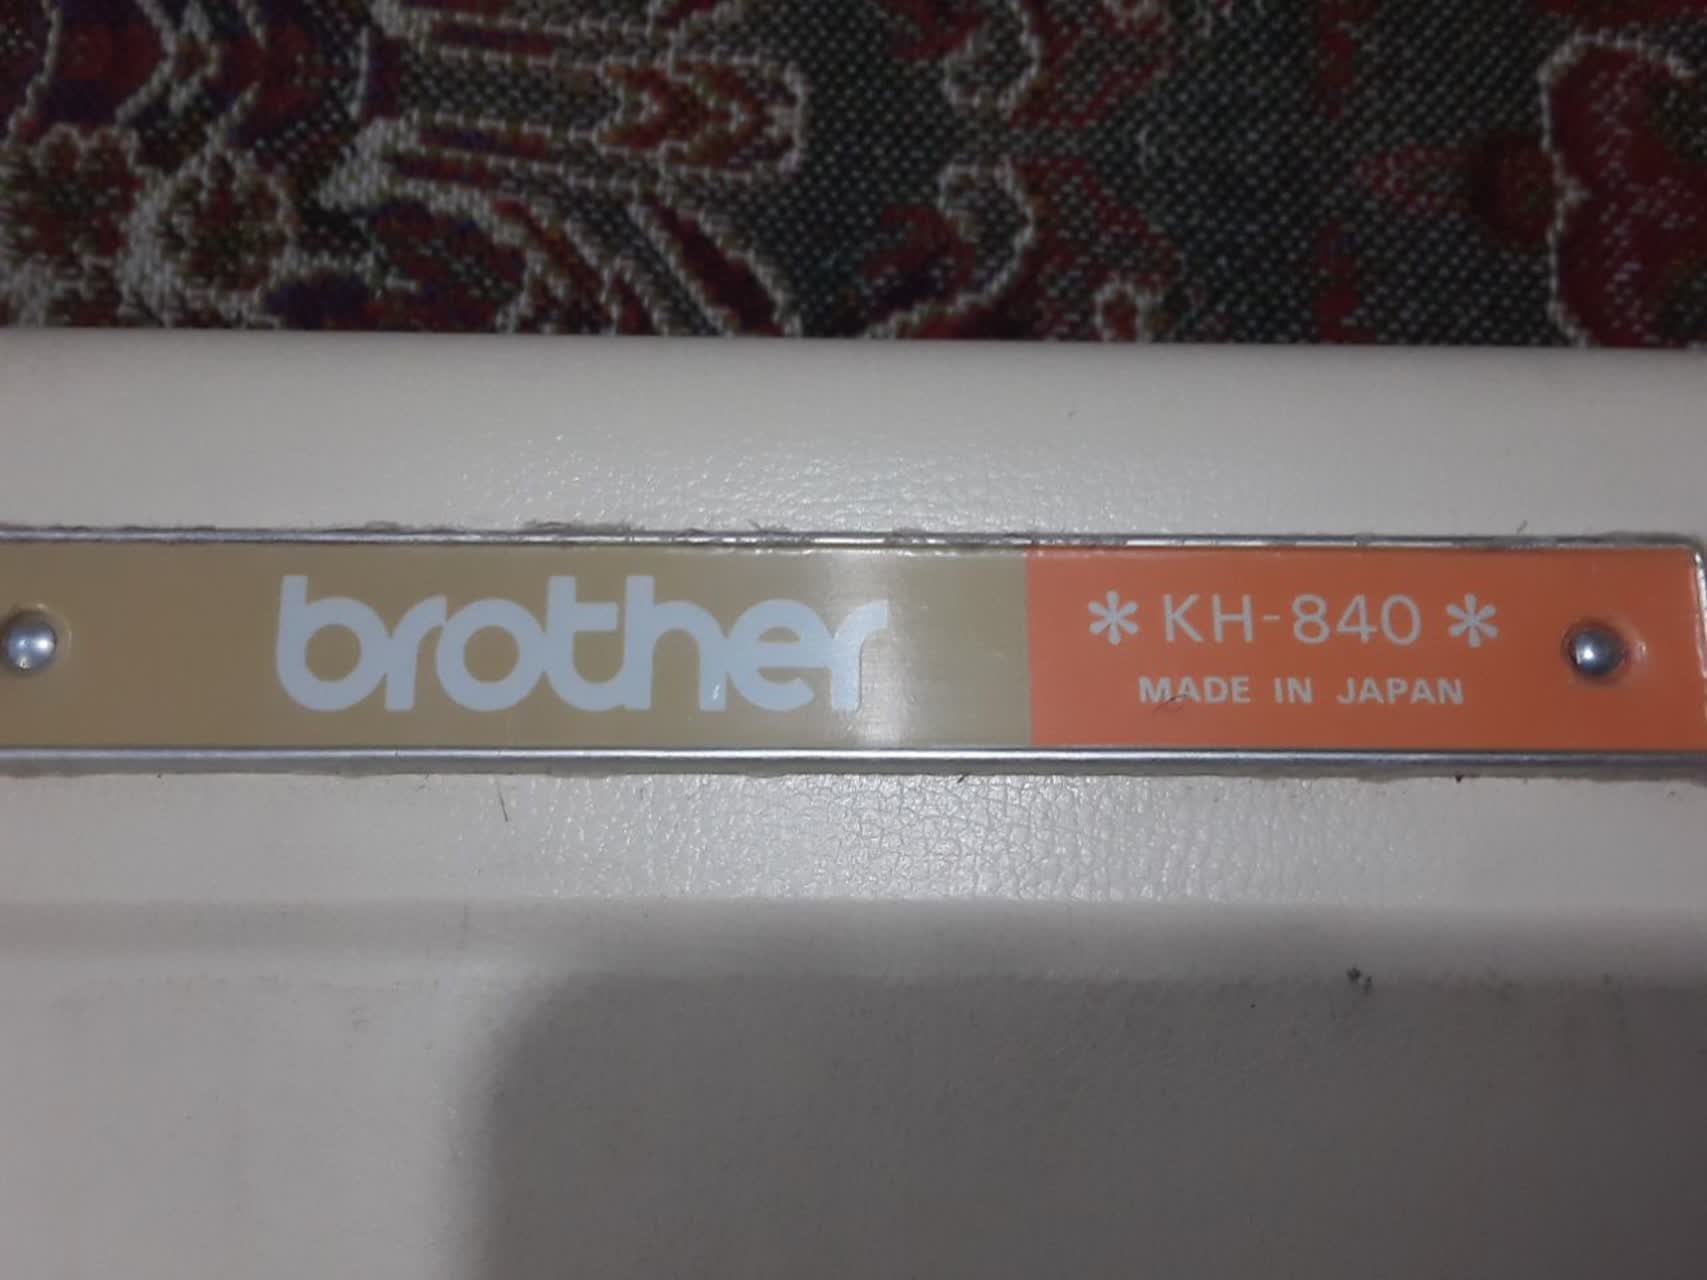 brother
*KH-840*
MADE IN JAPAN